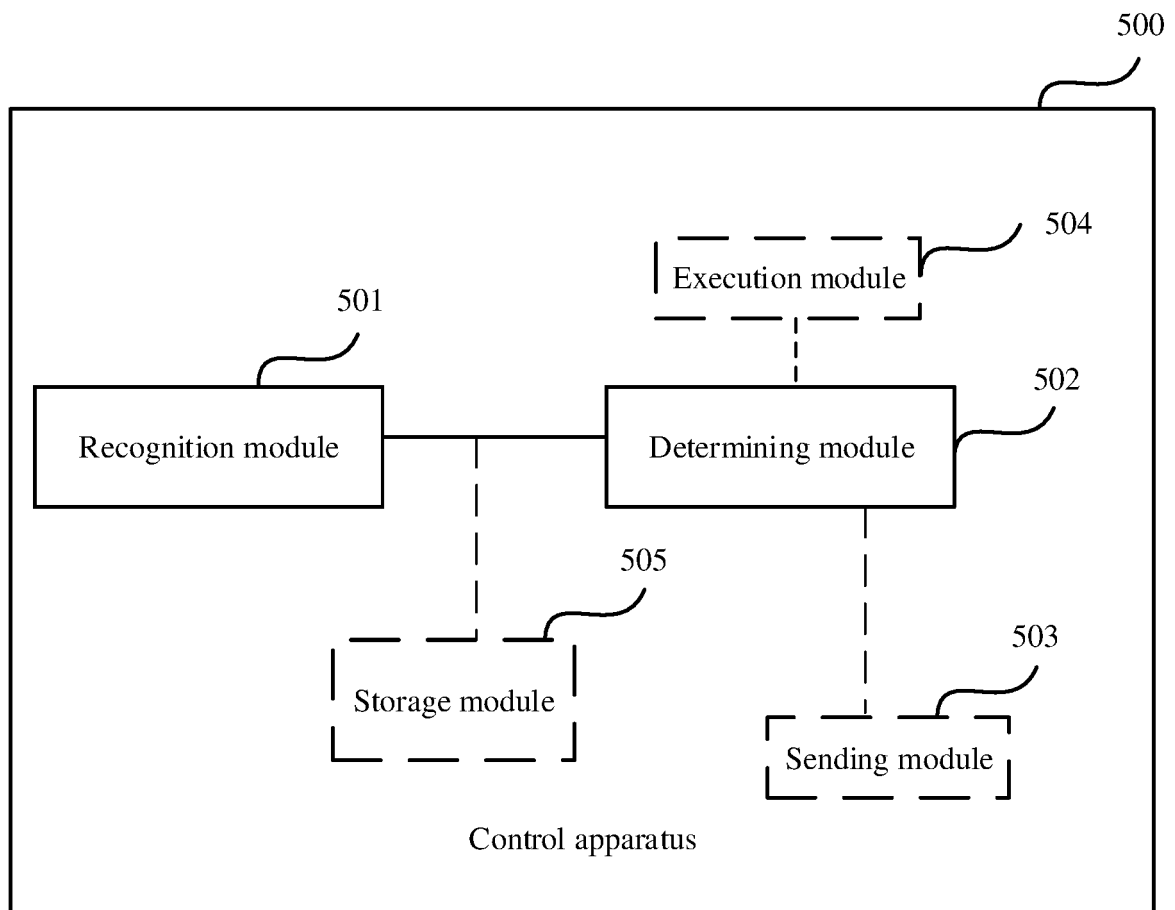 500
504
Execution module
501
502
Recognition module
Determining module
505
503
Storage module
Sending module
Control apparatus